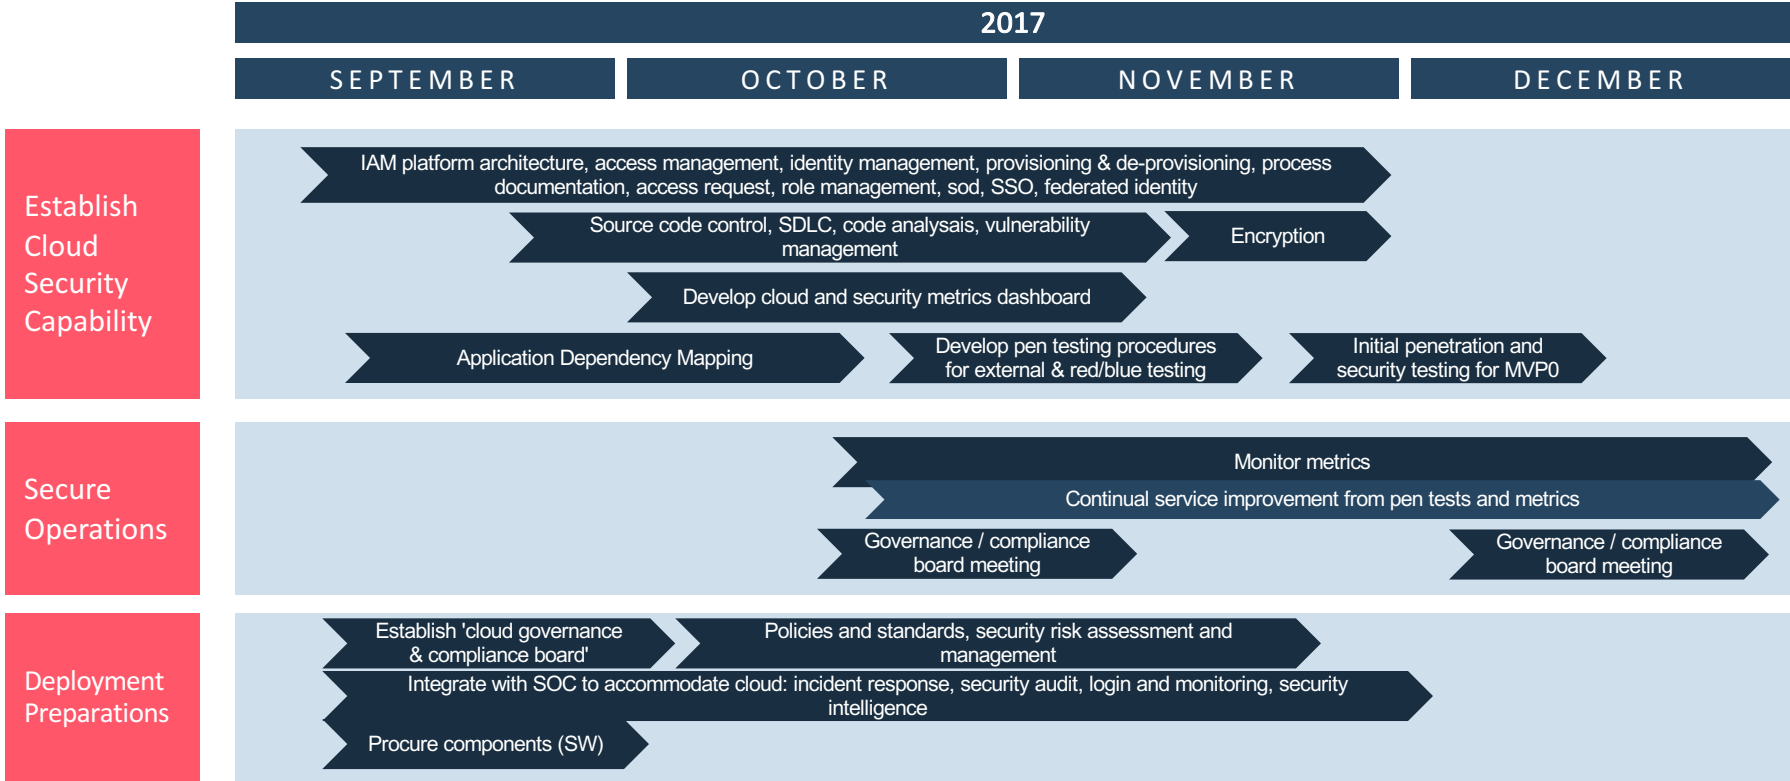 2017
SEPTEMBER
OCTOBER
NOVEMBER
DECEMBER
Establish
Cloud
Security
Capability
IAM platform architecture, access management, identity management, provisioning & de-provisioning, process
documentation, access request, role management, sod, SSO, federated identity
Source code control, SDLC, code analysais, vulnerability
management
Encryption
Develop cloud and security metrics dashboard
Application Dependency Mapping
Develop pen testing procedures
for external & red/blue testing
Initial penetration and
security testing for MVP0
Secure
Operations
Monitor metrics
Continual service improvement from pen tests and metrics
Governance / compliance
board meeting
Governance / compliance
board meeting
Deployment
Preparations
Establish 'cloud governance
& compliance board'
Policies and standards, security risk assessment and
management
Integrate with SOC to accommodate cloud: incident response, security audit, login and monitoring, security
intelligence
Procure components (SW)